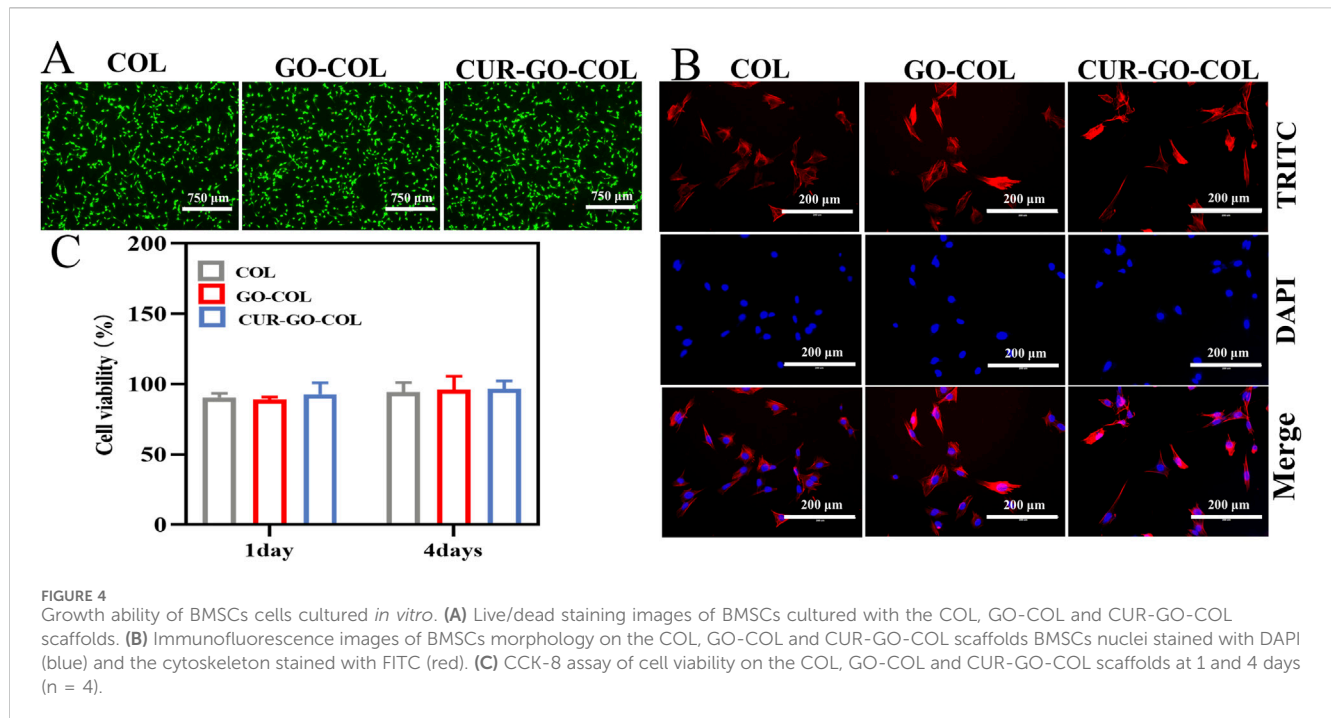 A
COL
GO-COL
CUR-GO-COL
750 µm
750 µm
750 µm
B
COL
GO-COL
CUR-GO-COL
TRITC
200 µm
200 µm
200 µm
DAPI
200 µm
200 µm
200 µm
Merge
200 µm
200 µm
200 µm
C
Cell viability (%)
200
150
100
50
0
COL
GO-COL
CUR-GO-COL
1day
4days
FIGURE 4
Growth ability of BMSCs cells cultured in vitro. (A) Live/dead staining images of BMSCs cultured with the COL, GO-COL and CUR-GO-COL
scaffolds. (B) Immunofluorescence images of BMSCs morphology on the COL, GO-COL and CUR-GO-COL scaffolds BMSCs nuclei stained with DAPI
(blue) and the cytoskeleton stained with FITC (red). (C) CCK-8 assay of cell viability on the COL, GO-COL and CUR-GO-COL scaffolds at 1 and 4 days
(n = 4).